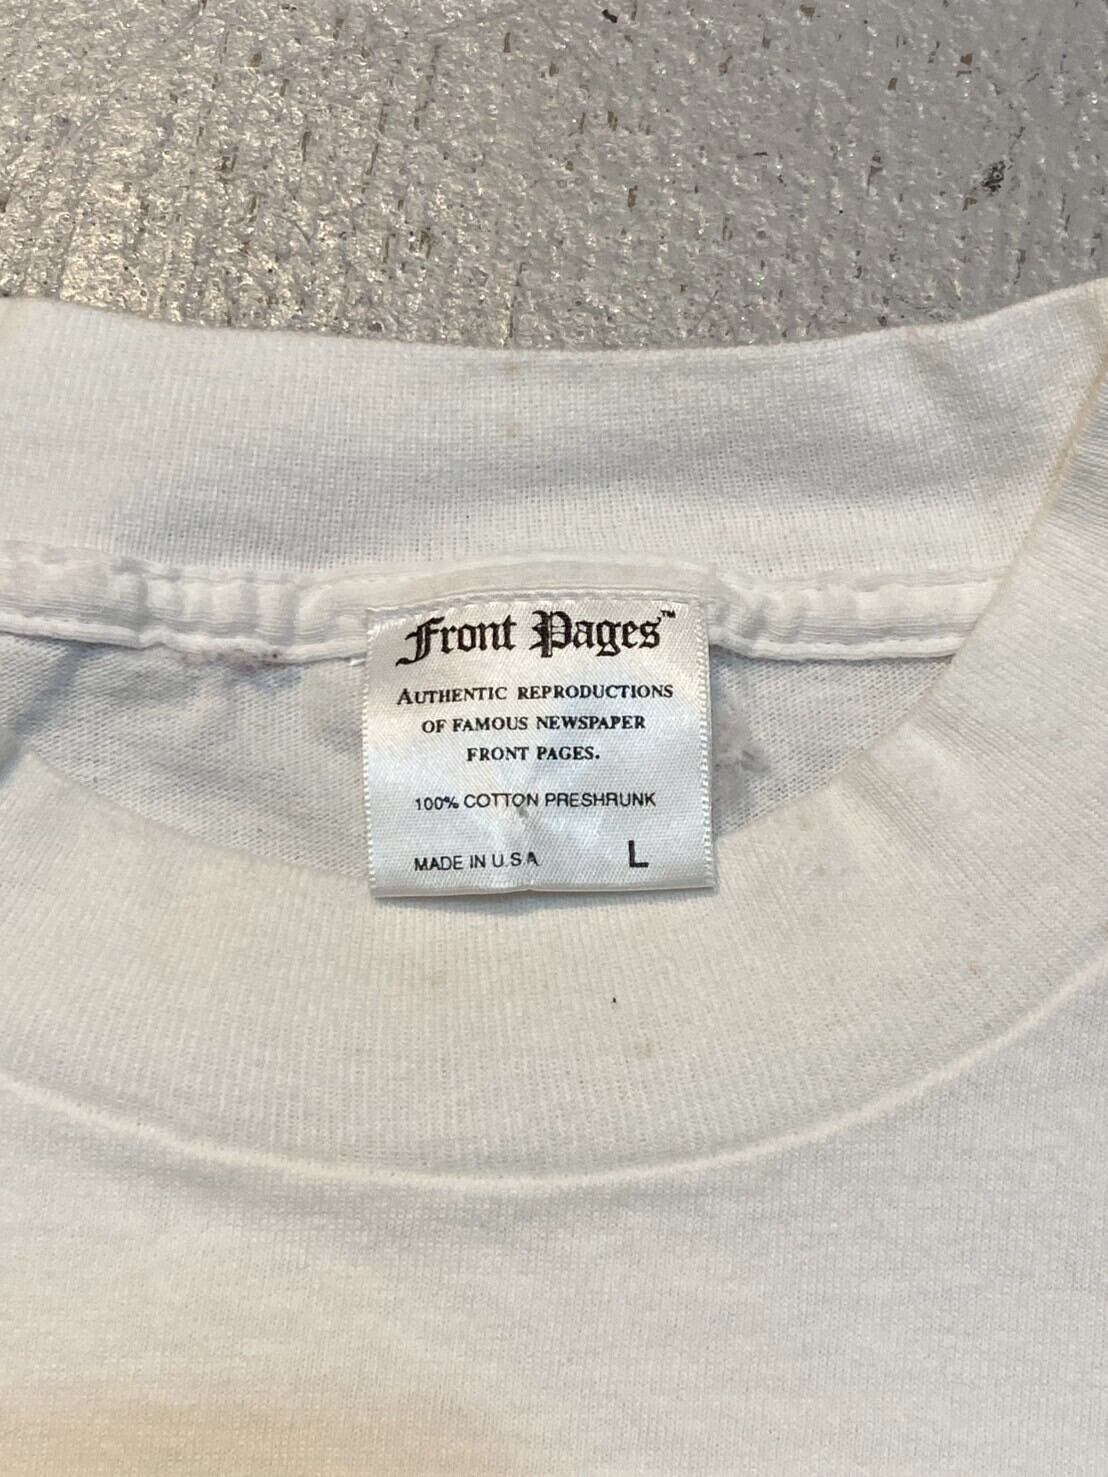 Front Pages™
AUTHENTIC REPRODUCTIONS
OF FAMOUS NEWSPAPER
FRONT PAGES.
100% COTTON PRESHRUNK
MADE IN U.S.A. L